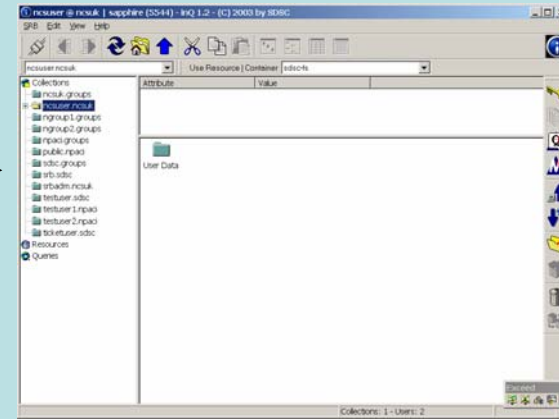 ncsuser @ ncsuk | sapphire (5544) - inQ 1.2 - (C) 2003 by SDSC
SRB Edit View Help
ncsuser.ncsuk Use Resource | Container sdsc-fs
Collections
ncsuk.groups
ncsuser.ncsuk
ngroup1.groups
ngroup2.groups
npaci.groups
public.npaci
sdsc.groups
srb.sdsc
srbadm.ncsuk
testuser.sdsc
testuser1.npaci
testuser2.npaci
ticketuser.sdsc
Resources
Queries
Attribute Value
User Data
Exceed
Collections: 1 - Users: 2